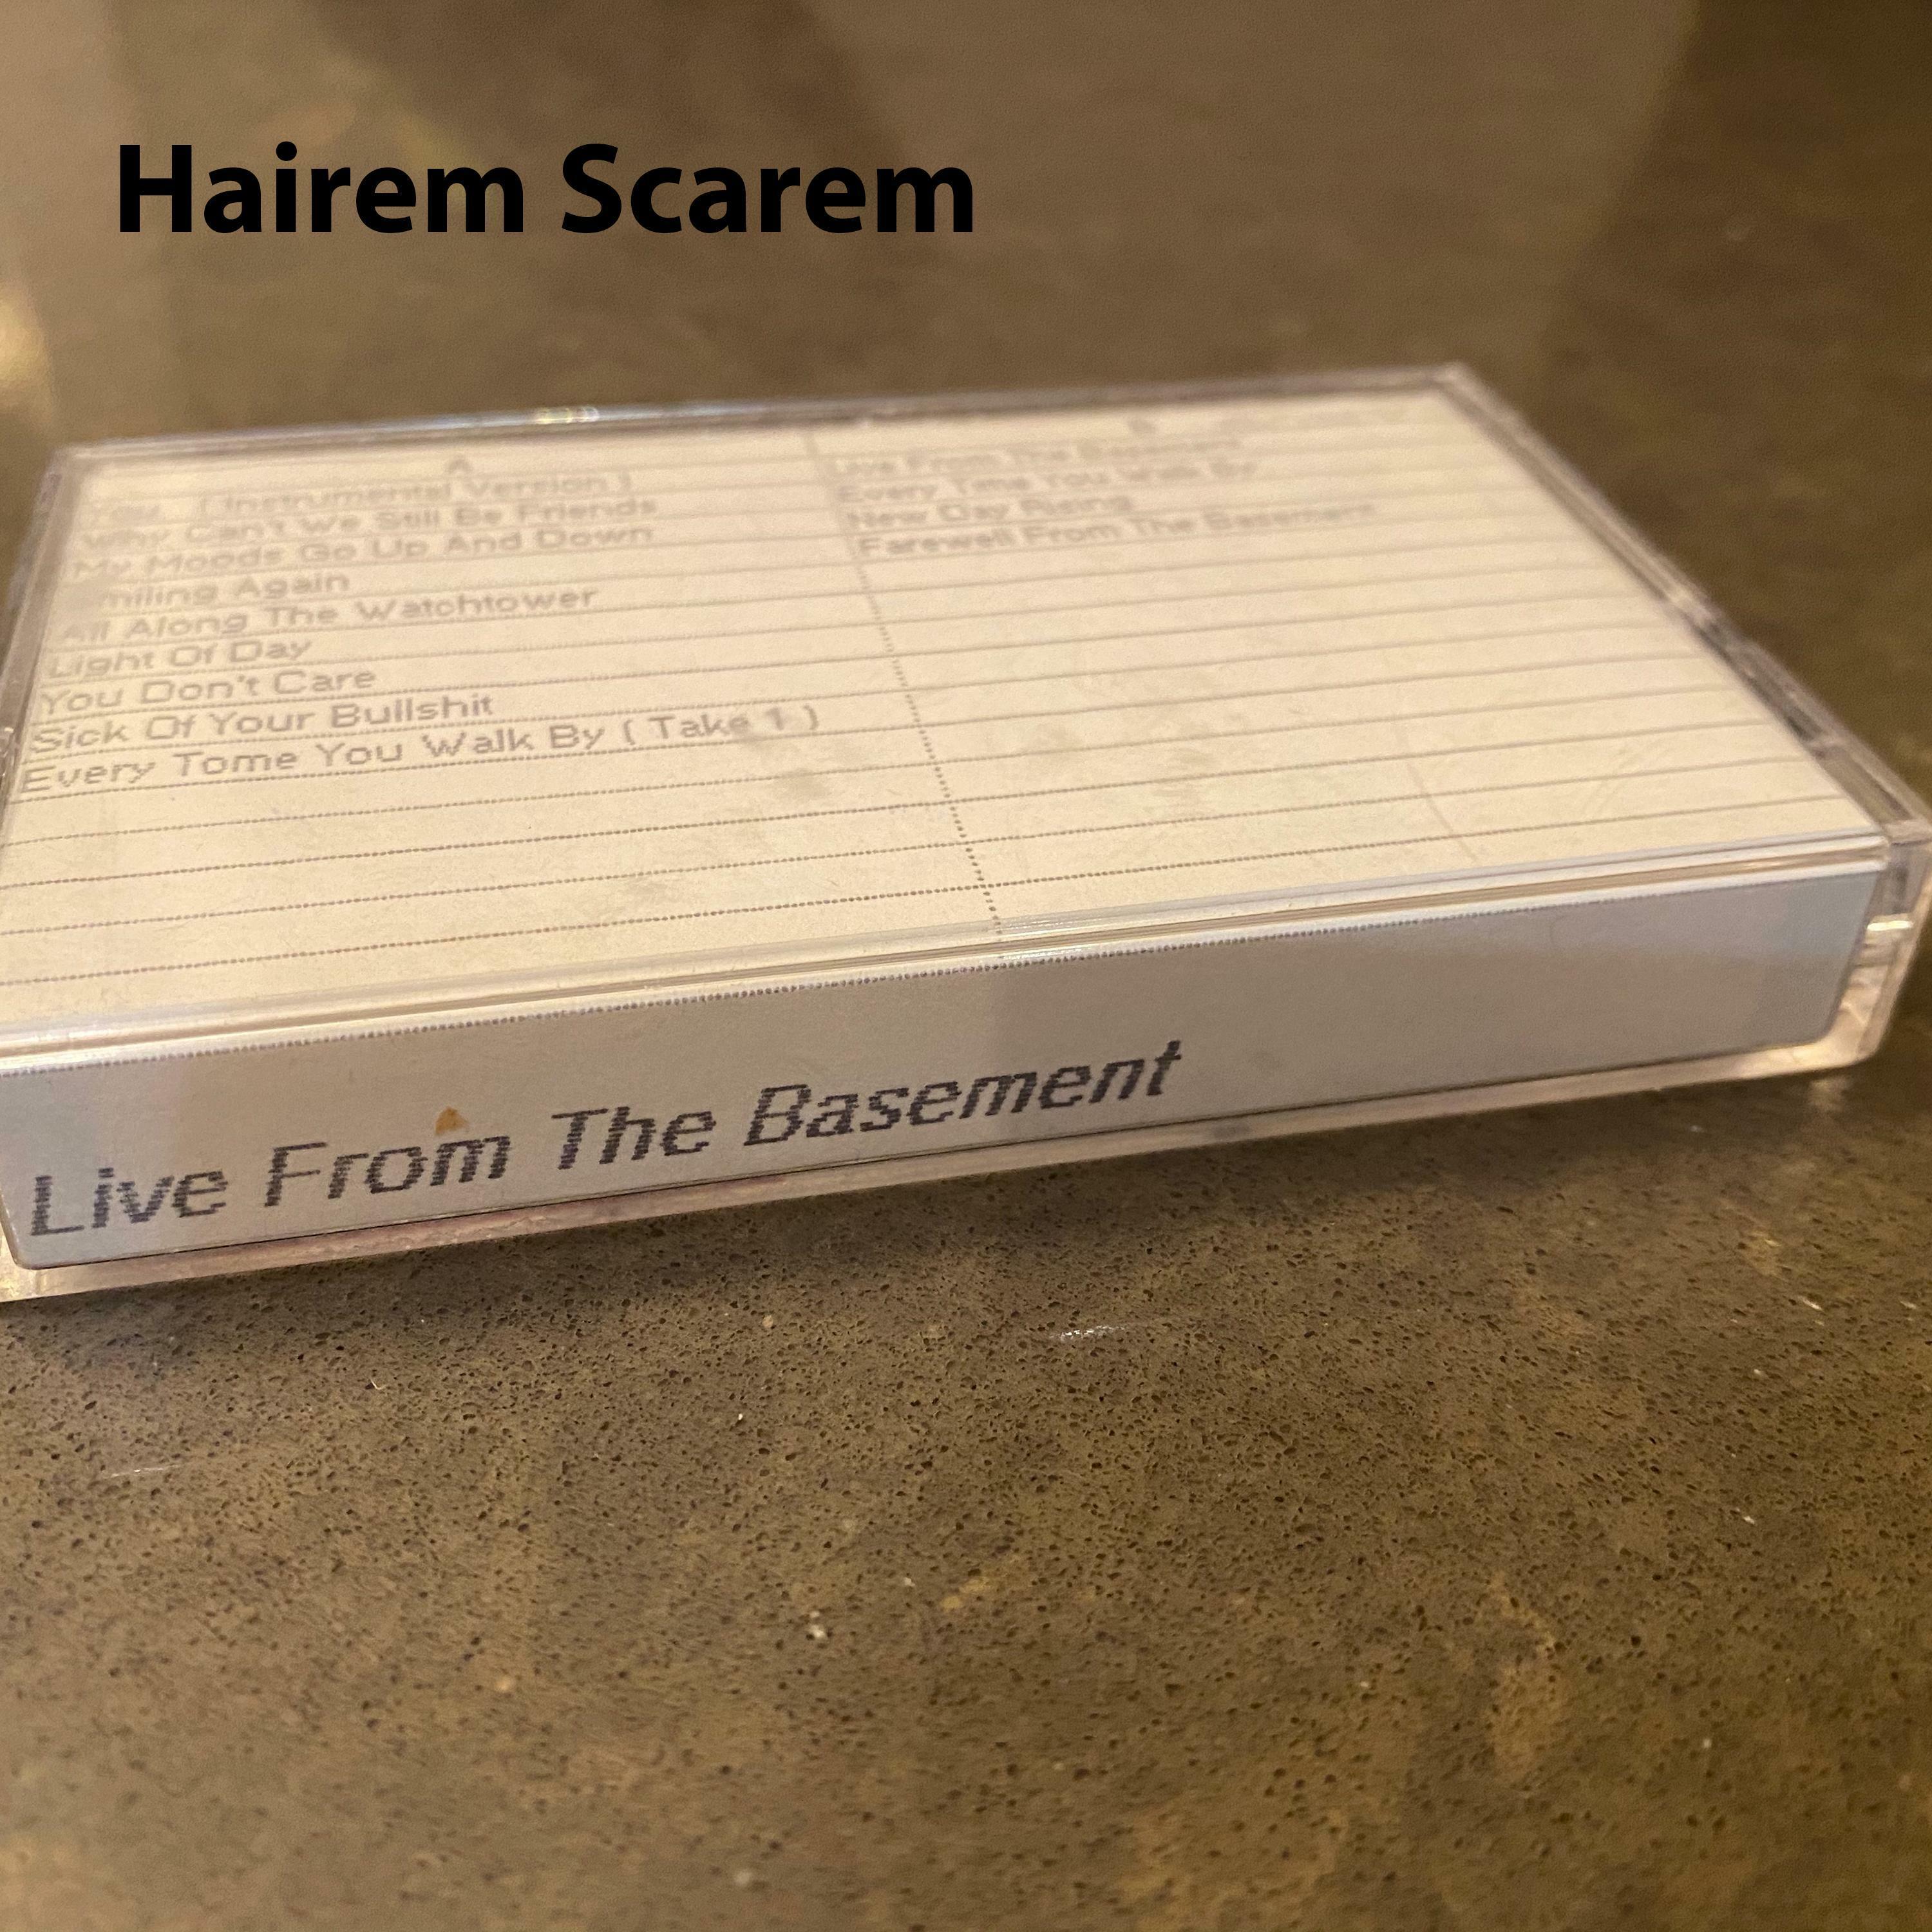 Hairem Scarem
A
You (Instrumental Version)
Why Can't We Still Be Friends
My Moods Go Up And Down
Smiling Again
All Along The Watchtower
Light Of Day
You Don't Care
Sick Of Your Bullshit
Every Tome You Walk By ( Take 1 )
B
Live From The Basement
Every Time You Walk By
New Day Rising
Farewell From The Basement
Live From The Basement